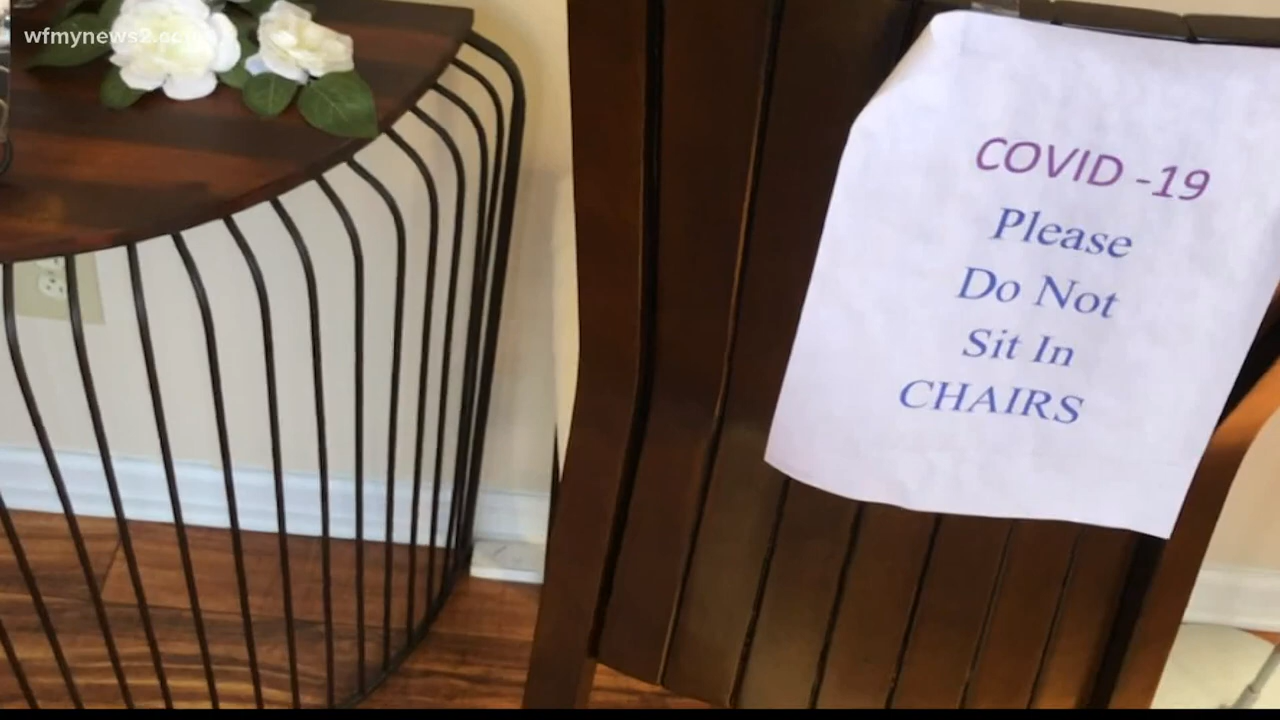 wfmynews2.com
COVID -19
Please
Do Not
Sit In
CHAIRS